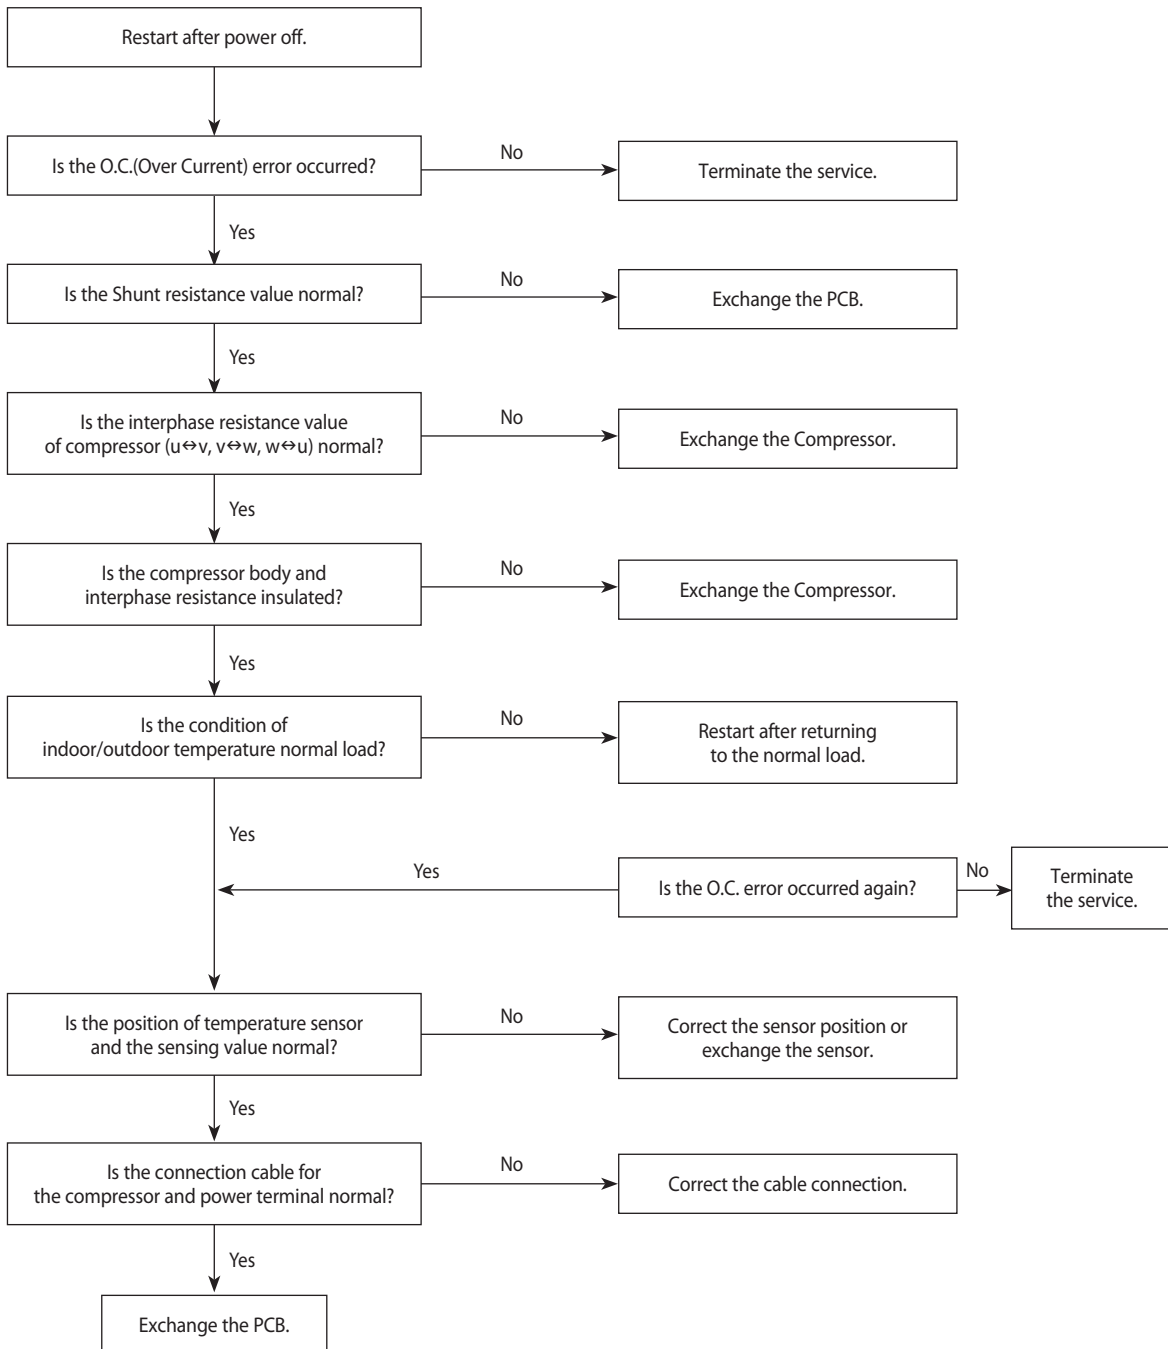 Restart after power off.
Is the O.C.(Over Current) error occurred?
No
Terminate the service.
Yes
Is the Shunt resistance value normal?
No
Exchange the PCB.
Yes
Is the interphase resistance value
of compressor (u↔v, v↔w, w↔u) normal?
No
Exchange the Compressor.
Yes
Is the compressor body and
interphase resistance insulated?
No
Exchange the Compressor.
Yes
Is the condition of
indoor/outdoor temperature normal load?
No
Restart after returning
to the normal load.
Yes
Yes
Is the O.C. error occurred again?
No
Terminate
the service.
Is the position of temperature sensor
and the sensing value normal?
No
Correct the sensor position or
exchange the sensor.
Yes
Is the connection cable for
the compressor and power terminal normal?
No
Correct the cable connection.
Yes
Exchange the PCB.